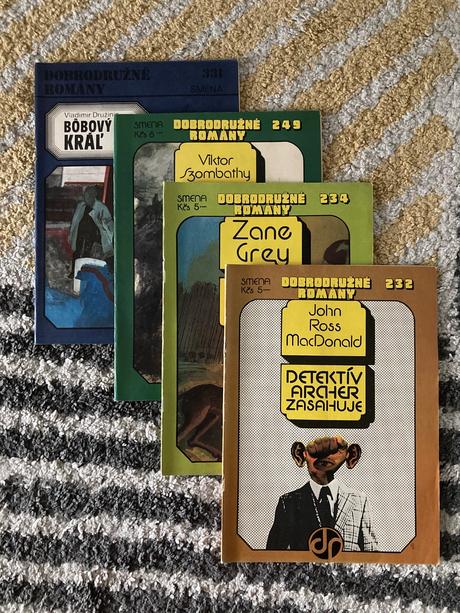 DOBRODRUŽNÉ 331
ROMÁNY SMENA
Vladimír Družin
BÔBOVÝ
KRÁĽ
SMENA DOBRODRUŽNÉ 249
Kčs 6— ROMÁNY
Viktor
Szombathy
SMENA DOBRODRUŽNÉ 234
Kčs 5— ROMÁNY
Zane
Grey
SMENA DOBRODRUŽNÉ 232
Kčs 5— ROMÁNY
John
Ross
MacDonald
DETEKTÍV
ARCHER
ZASAHUJE
dr